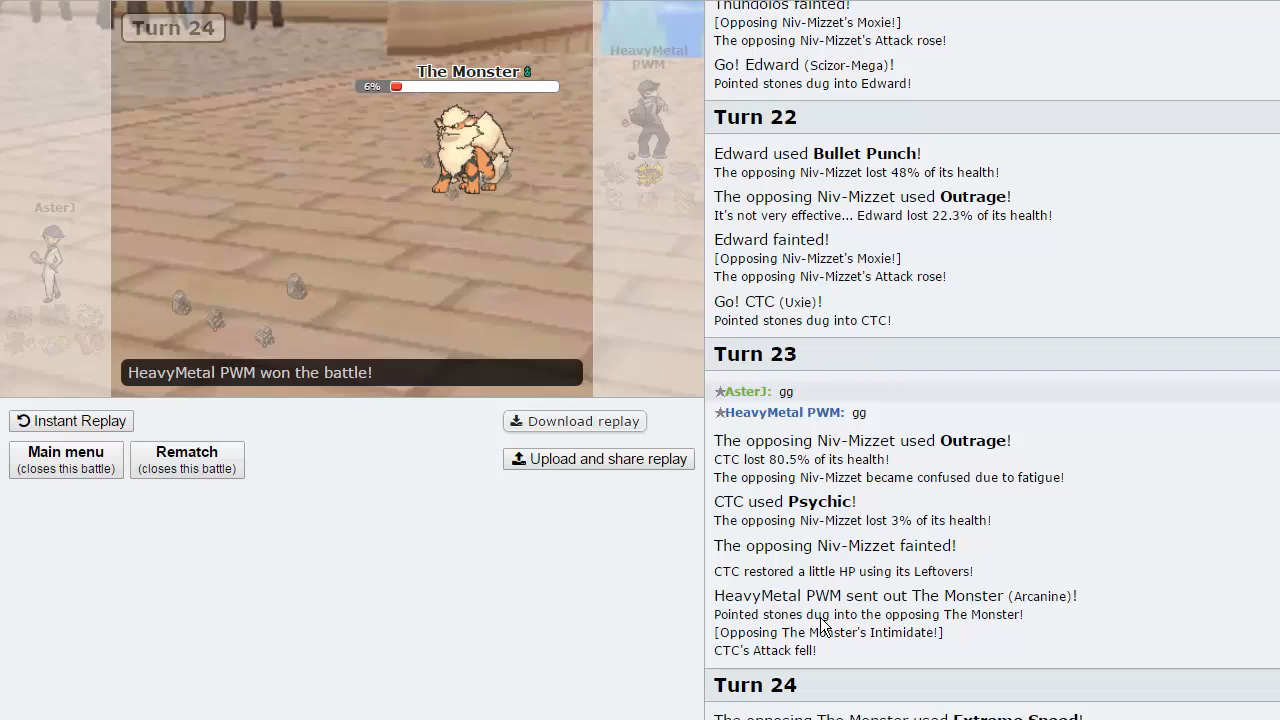 Turn 24
HeavyMetal
PWM
The Monster
6%
AsterJ
HeavyMetal PWM won the battle!
Instant Replay
Download replay
Main menu
(closes this battle)
Rematch
(closes this battle)
Upload and share replay
Thundolos fainted!
[Opposing Niv-Mizzet's Moxie!]
The opposing Niv-Mizzet's Attack rose!
Go! Edward (Scizor-Mega)!
Pointed stones dug into Edward!
Turn 22
Edward used Bullet Punch!
The opposing Niv-Mizzet lost 48% of its health!
The opposing Niv-Mizzet used Outrage!
It's not very effective... Edward lost 22.3% of its health!
Edward fainted!
[Opposing Niv-Mizzet's Moxie!]
The opposing Niv-Mizzet's Attack rose!
Go! CTC (Uxie)!
Pointed stones dug into CTC!
Turn 23
★AsterJ: gg
★HeavyMetal PWM: gg
The opposing Niv-Mizzet used Outrage!
CTC lost 80.5% of its health!
The opposing Niv-Mizzet became confused due to fatigue!
CTC used Psychic!
The opposing Niv-Mizzet lost 3% of its health!
The opposing Niv-Mizzet fainted!
CTC restored a little HP using its Leftovers!
HeavyMetal PWM sent out The Monster (Arcanine)!
Pointed stones dug into the opposing The Monster!
[Opposing The Monster's Intimidate!]
CTC's Attack fell!
Turn 24
The opposing The Monster used Extreme Speed!